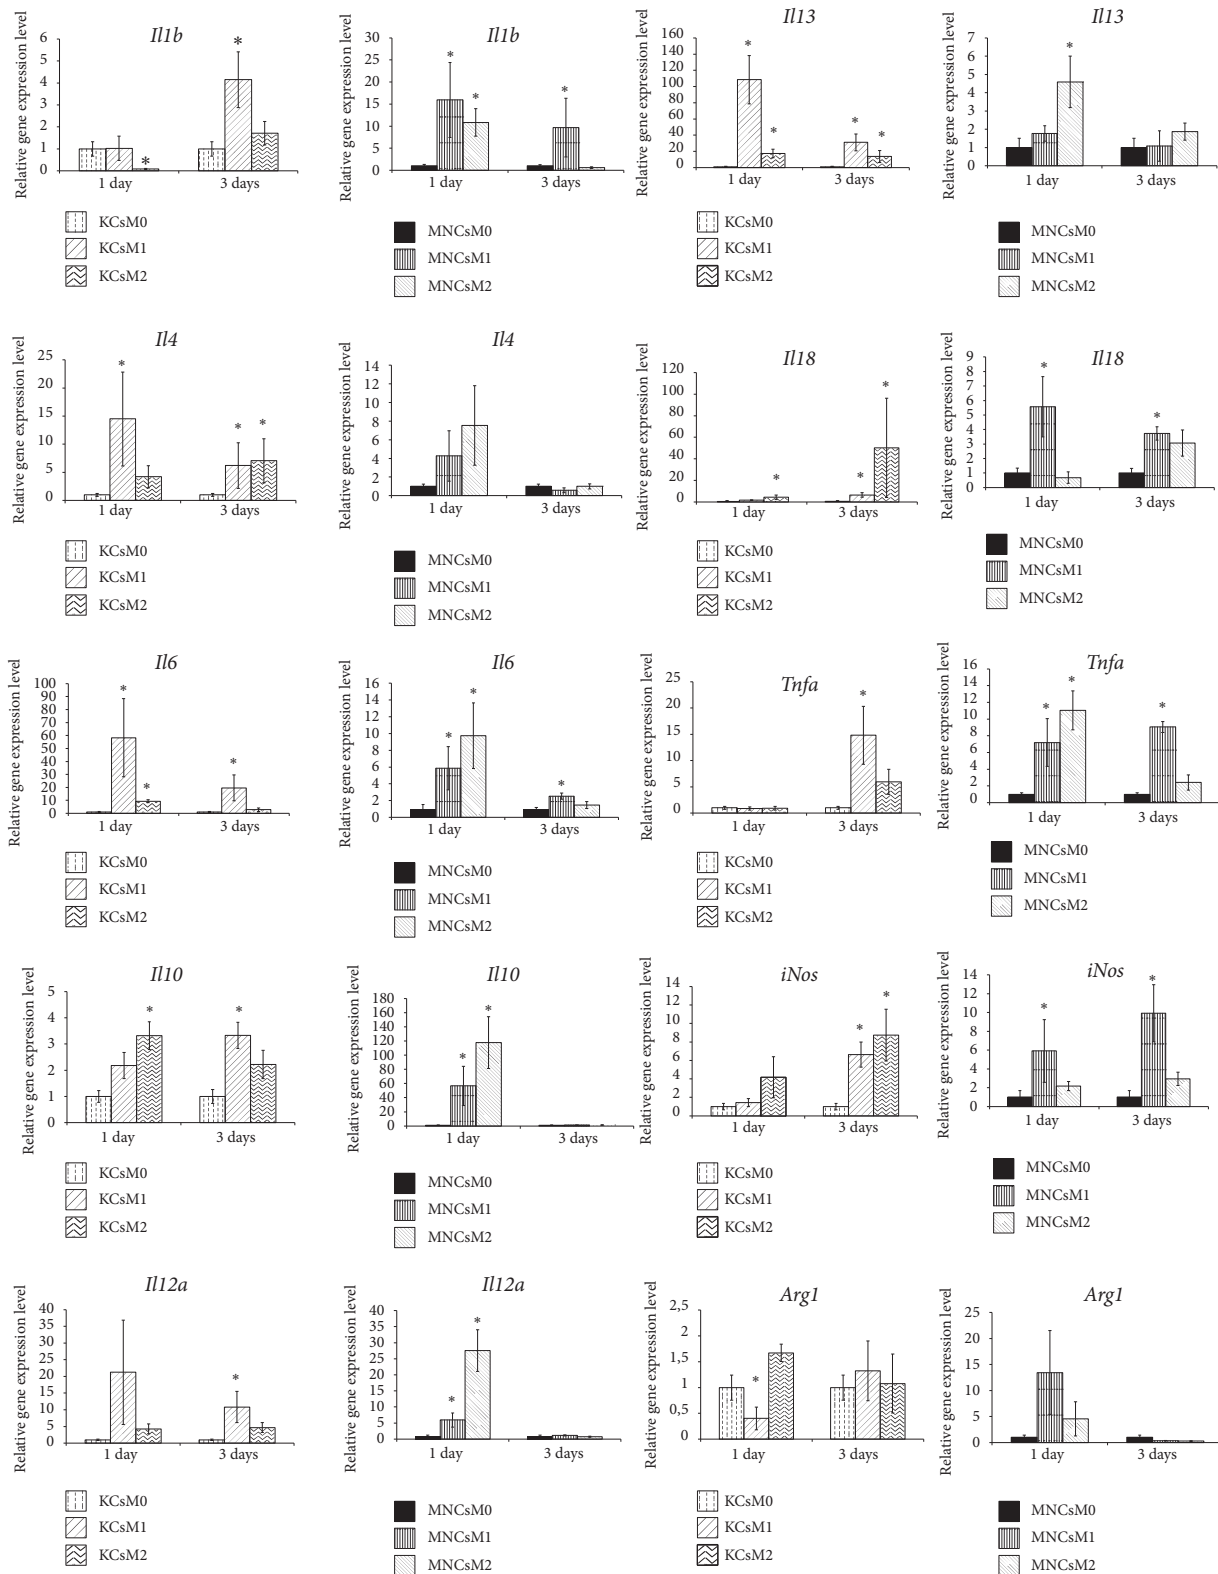 Il1b
Relative gene expression level
6
5
4
3
2
1
0
1 day 3 days
KCsM0
KCsM1
KCsM2
Il1b
Relative gene expression level
30
25
20
15
10
5
0
1 day 3 days
MNCsM0
MNCsM1
MNCsM2
Il13
Relative gene expression level
160
140
120
100
80
60
40
20
0
1 day 3 days
KCsM0
KCsM1
KCsM2
Il13
Relative gene expression level
7
6
5
4
3
2
1
0
1 day 3 days
MNCsM0
MNCsM1
MNCsM2
Il4
Relative gene expression level
25
20
15
10
5
0
1 day 3 days
KCsM0
KCsM1
KCsM2
Il4
Relative gene expression level
14
12
10
8
6
4
2
0
1 day 3 days
MNCsM0
MNCsM1
MNCsM2
Il18
Relative gene expression level
120
100
80
60
40
20
0
1 day 3 days
KCsM0
KCsM1
KCsM2
Il18
Relative gene expression level
9
8
7
6
5
4
3
2
1
0
1 day 3 days
MNCsM0
MNCsM1
MNCsM2
Il6
Relative gene expression level
100
90
80
70
60
50
40
30
20
10
0
1 day 3 days
KCsM0
KCsM1
KCsM2
Il6
Relative gene expression level
16
14
12
10
8
6
4
2
0
1 day 3 days
MNCsM0
MNCsM1
MNCsM2
Tnfa
Relative gene expression level
25
20
15
10
5
0
1 day 3 days
KCsM0
KCsM1
KCsM2
Tnfa
Relative gene expression level
16
14
12
10
8
6
4
2
0
1 day 3 days
MNCsM0
MNCsM1
MNCsM2
Il10
Relative gene expression level
5
4
3
2
1
0
1 day 3 days
KCsM0
KCsM1
KCsM2
Il10
Relative gene expression level
180
160
140
120
100
80
60
40
20
0
1 day 3 days
MNCsM0
MNCsM1
MNCsM2
iNos
Relative gene expression level
14
12
10
8
6
4
2
0
1 day 3 days
KCsM0
KCsM1
KCsM2
iNos
Relative gene expression level
14
12
10
8
6
4
2
0
1 day 3 days
MNCsM0
MNCsM1
MNCsM2
Il12a
Relative gene expression level
40
35
30
25
20
15
10
5
0
1 day 3 days
KCsM0
KCsM1
KCsM2
Il12a
Relative gene expression level
40
35
30
25
20
15
10
5
0
1 day 3 days
MNCsM0
MNCsM1
MNCsM2
Arg1
Relative gene expression level
2,5
2
1,5
1
0,5
0
1 day 3 days
KCsM0
KCsM1
KCsM2
Arg1
Relative gene expression level
25
20
15
10
5
0
1 day 3 days
MNCsM0
MNCsM1
MNCsM2